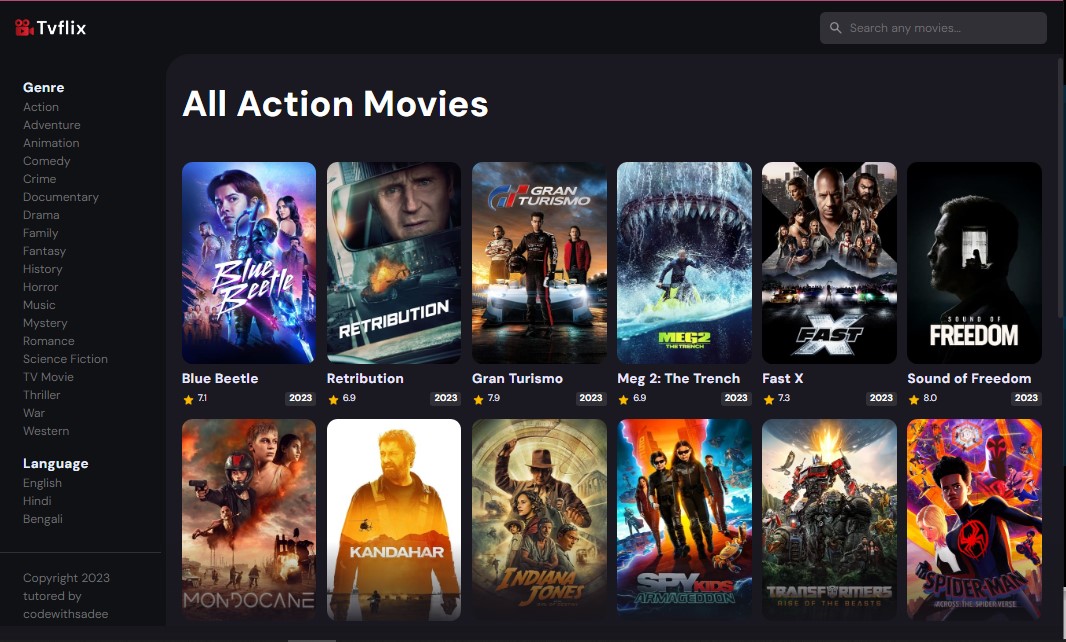 Tvflix
Search any movies...
Genre
Action
Adventure
Animation
Comedy
Crime
Documentary
Drama
Family
Fantasy
History
Horror
Music
Mystery
Romance
Science Fiction
TV Movie
Thriller
War
Western
Language
English
Hindi
Bengali
Copyright 2023
tutored by
codewithsadee
All Action Movies
Blue
Beetle
RETRIBUTION
GRAN
TURISMO
MEG2
THE TRENCH
FAST
X
SOUND OF
FREEDOM
Blue Beetle
Retribution
Gran Turismo
Meg 2: The Trench
Fast X
Sound of Freedom
7.1 2023
6.9 2023
7.9 2023
6.9 2023
7.3 2023
8.0 2023
MONDOCANE
KANDAHAR
INDIANA
JONES
SPY KIDS
ARMAGEDDON
TRANSFORMERS
RISE OF THE BEASTS
SPIDER-MAN
ACROSS THE SPIDER-VERSE